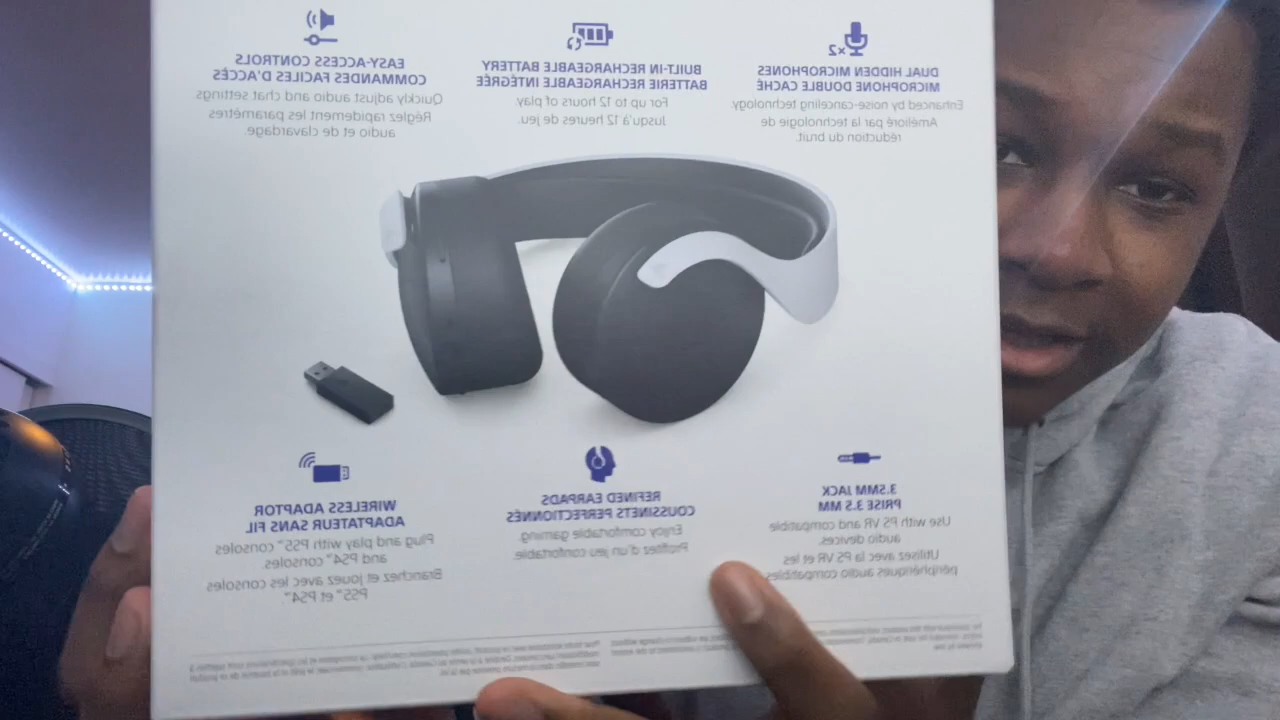 DUAL HIDDEN MICROPHONES
MICROPHONE DOUBLE CACHÉ
Enhanced by noise-canceling technology.
Amélioré par la technologie de
réduction du bruit.
BUILT-IN RECHARGEABLE BATTERY
BATTERIE RECHARGEABLE INTÉGRÉE
For up to 12 hours of play.
Jusqu'à 12 heures de jeu.
EASY-ACCESS CONTROLS
COMMANDES FACILES D'ACCÈS
Quickly adjust audio and chat settings
Réglez rapidement les paramètres
audio et de clavardage.
x2
3.5MM JACK
PRISE 3.5 MM
Use with PS VR and compatible
audio devices.
Utilisez avec la PS VR et les
périphériques audio compatibles
REFINED EARPADS
COUSSINETS PERFECTIONNÉS
Enjoy comfortable gaming.
Profitez d'un jeu confortable.
WIRELESS ADAPTOR
ADAPTATEUR SANS FIL
Plug and play with PS5™ consoles
and PS4™ consoles.
Branchez et jouez avec les consoles
PS5™ et PS4™.